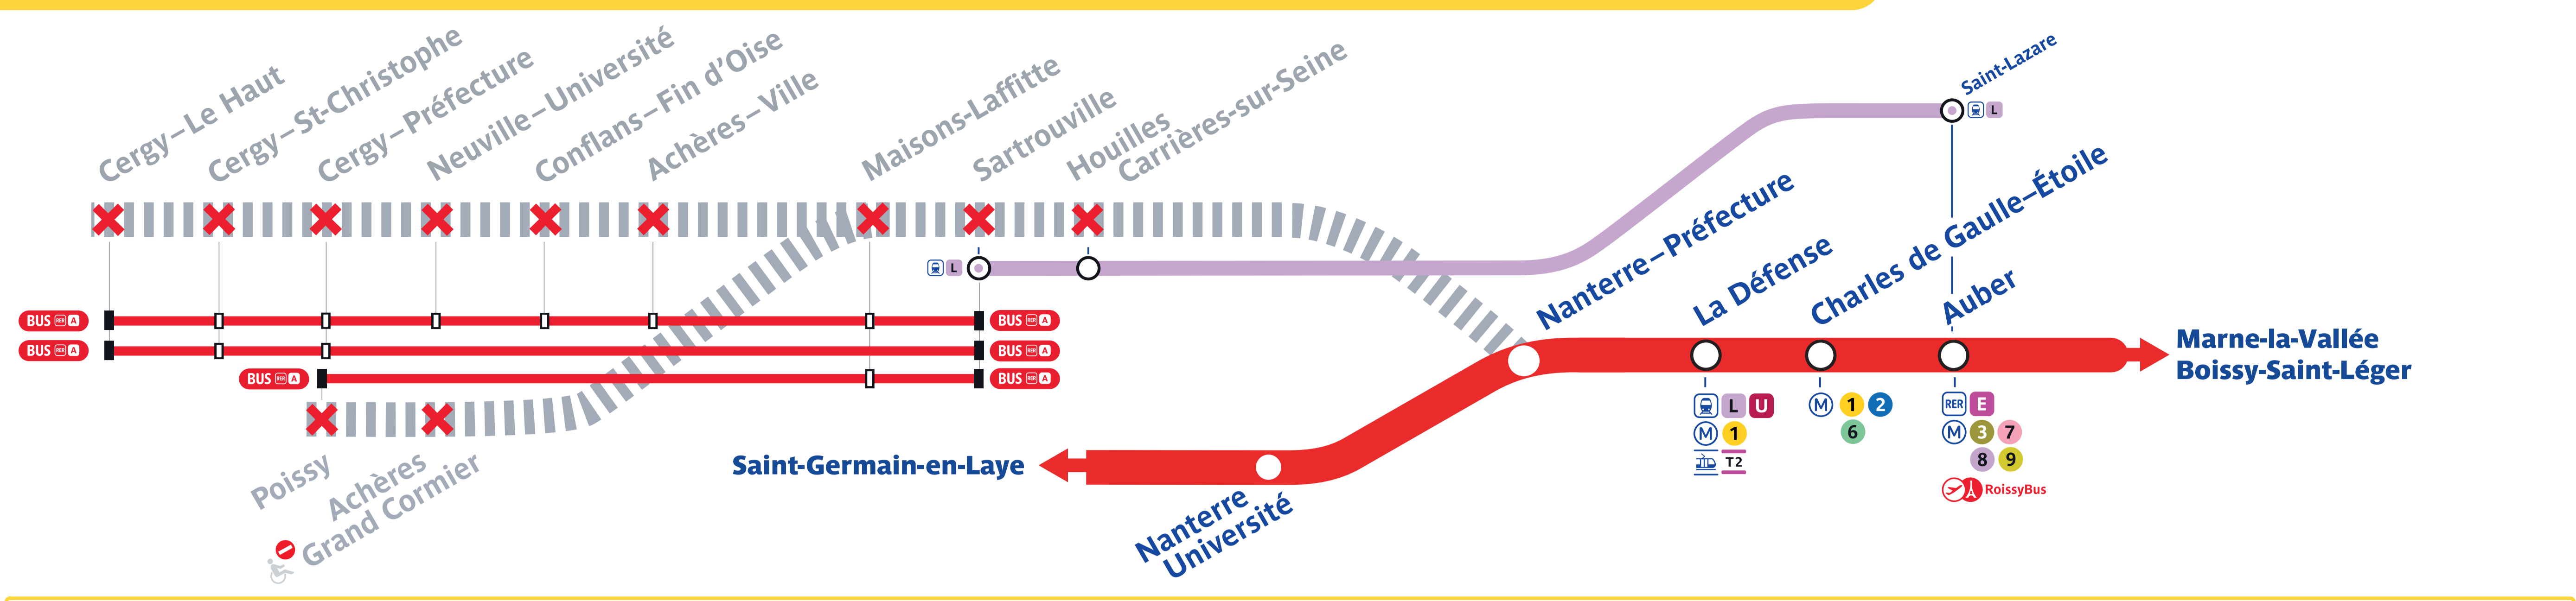 Cergy–Le Haut
Cergy–St-Christophe
Cergy–Préfecture
Neuville–Université
Conflans–Fin d’Oise
Achères–Ville
Maisons-Laffitte
Sartrouville
Houilles
Carrières-sur-Seine
Saint-Lazare
L
L
Nanterre–Préfecture
La Défense
Charles de Gaulle–Étoile
Auber
BUS RER A
BUS RER A
BUS RER A
BUS RER A
BUS RER A
BUS RER A
Marne-la-Vallée
Boissy-Saint-Léger
L U
M 1
T2
M 1 2
6
RER E
M 3 7
8 9
RoissyBus
Saint-Germain-en-Laye
Nanterre
Université
Poissy
Achères
Grand Cormier